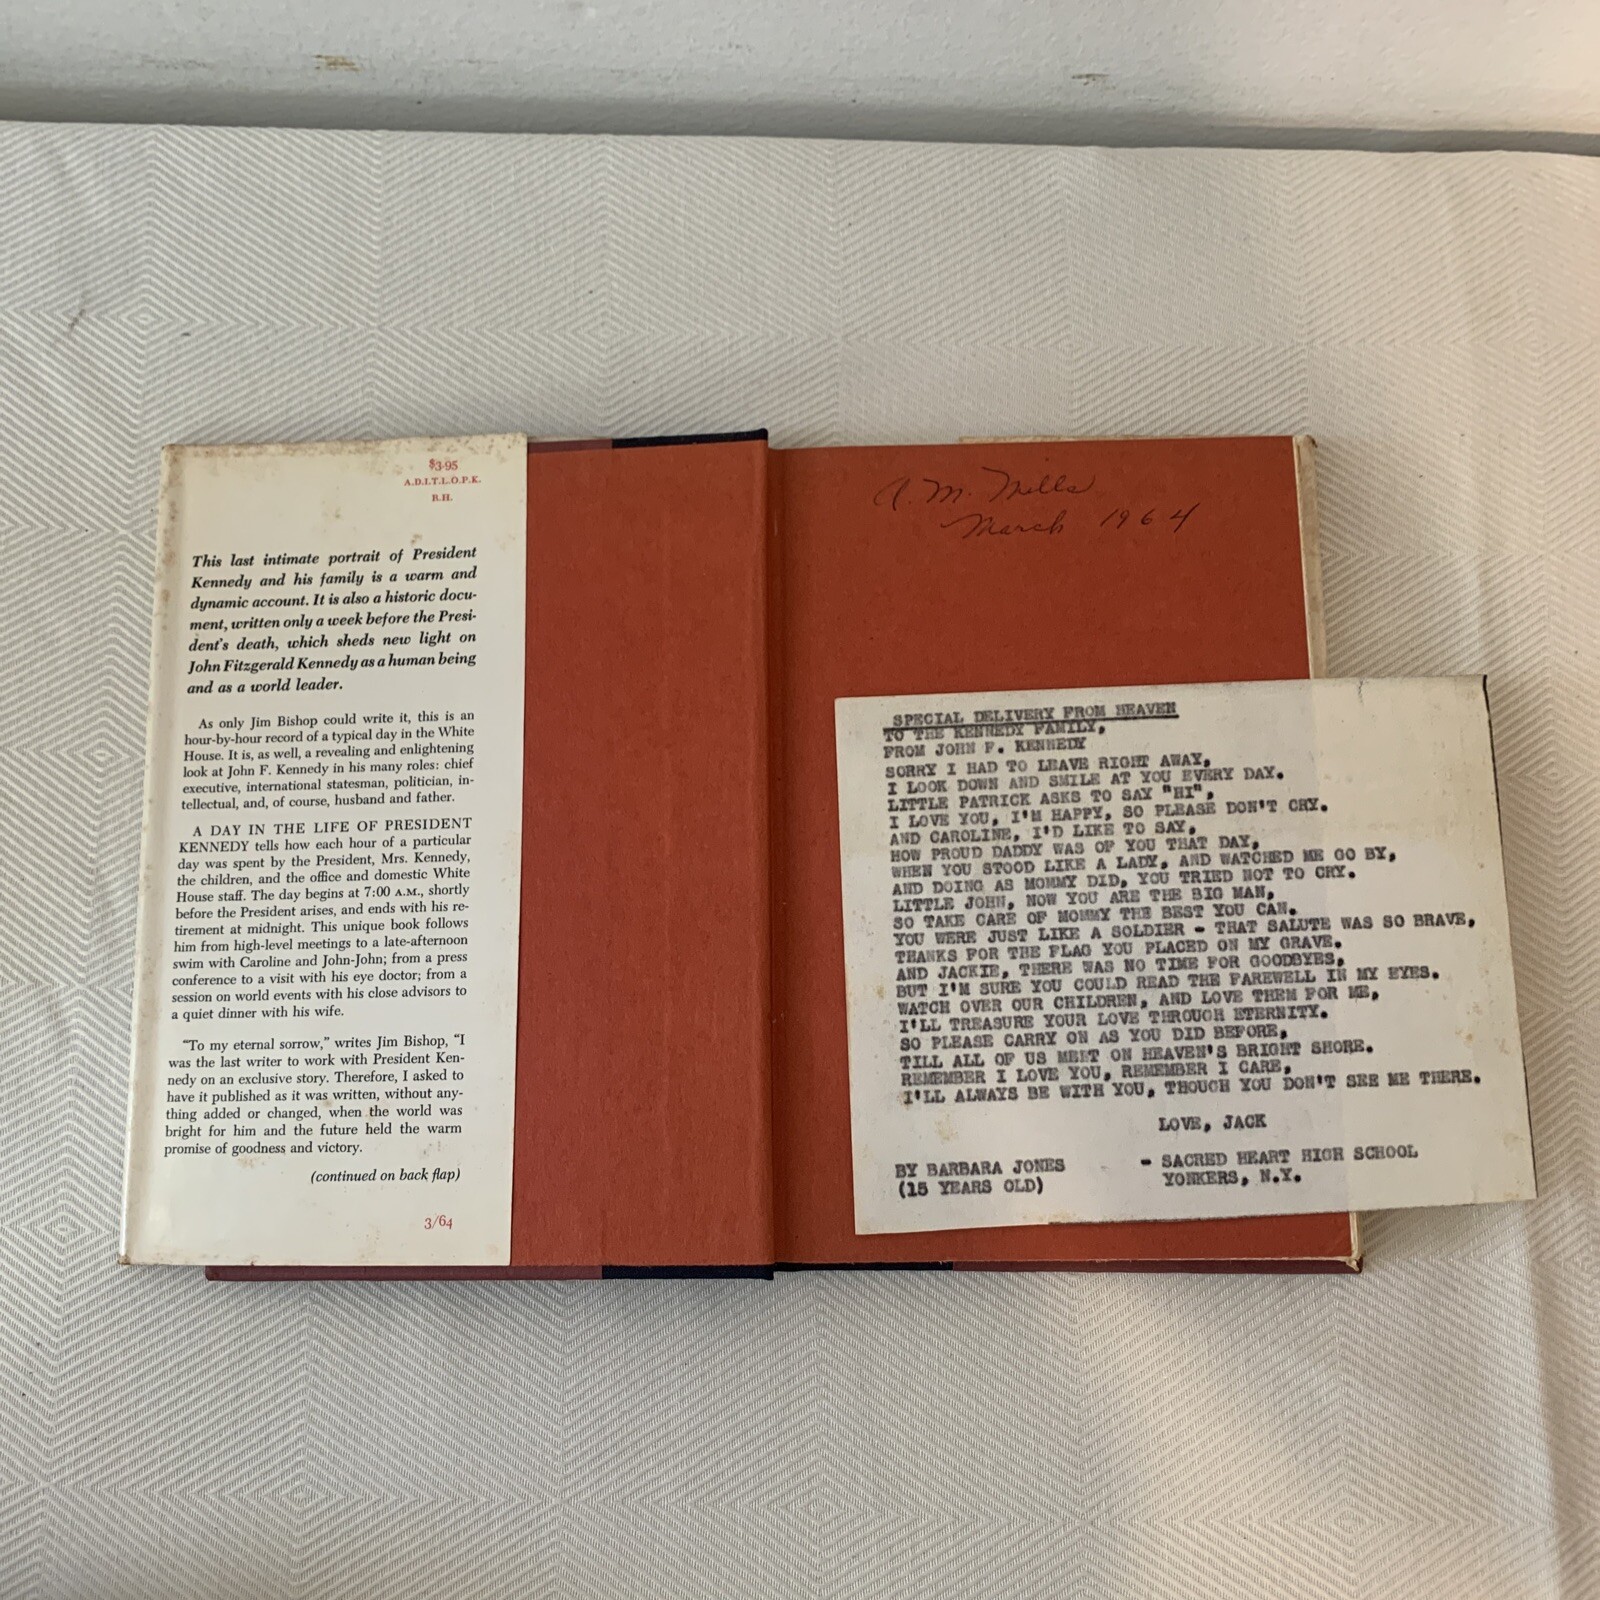 $3.95
A.D.I.T.L.O.P.K.
R.H.
This last intimate portrait of President
Kennedy and his family is a warm and
dynamic account. It is also a historic docu-
ment, written only a week before the Presi-
dent's death, which sheds new light on
John Fitzgerald Kennedy as a human being
and as a world leader.
As only Jim Bishop could write it, this is an
hour-by-hour record of a typical day in the White
House. It is, as well, a revealing and enlightening
look at John F. Kennedy in his many roles: chief
executive, international statesman, politician, in-
tellectual, and, of course, husband and father.
A DAY IN THE LIFE OF PRESIDENT
KENNEDY tells how each hour of a particular
day was spent by the President, Mrs. Kennedy,
the children, and the office and domestic White
House staff. The day begins at 7:00 A.M., shortly
before the President arises, and ends with his re-
tirement at midnight. This unique book follows
him from high-level meetings to a late-afternoon
swim with Caroline and John-John; from a press
conference to a visit with his eye doctor; from a
session on world events with his close advisors to
a quiet dinner with his wife.
"To my eternal sorrow," writes Jim Bishop, "I
was the last writer to work with President Ken-
nedy on an exclusive story. Therefore, I asked to
have it published as it was written, without any-
thing added or changed, when the world was
bright for him and the future held the warm
promise of goodness and victory.
(continued on back flap)
3/64
A. M. Mills
March 1964
SPECIAL DELIVERY FROM HEAVEN
TO THE KENNEDY FAMILY,
FROM JOHN F. KENNEDY
SORRY I HAD TO LEAVE RIGHT AWAY,
I LOOK DOWN AND SMILE AT YOU EVERY DAY.
LITTLE PATRICK ASKS TO SAY "HI",
I LOVE YOU, I'M HAPPY, SO PLEASE DON'T CRY.
AND CAROLINE, I'D LIKE TO SAY,
HOW PROUD DADDY WAS OF YOU THAT DAY,
WHEN YOU STOOD LIKE A LADY, AND WATCHED ME GO BY,
AND DOING AS MOMMY DID, YOU TRIED NOT TO CRY.
LITTLE JOHN, NOW YOU ARE THE BIG MAN,
SO TAKE CARE OF MOMMY THE BEST YOU CAN.
YOU WERE JUST LIKE A SOLDIER - THAT SALUTE WAS SO BRAVE,
THANKS FOR THE FLAG YOU PLACED ON MY GRAVE.
AND JACKIE, THERE WAS NO TIME FOR GOODBYES,
BUT I'M SURE YOU COULD READ THE FAREWELL IN MY EYES.
WATCH OVER OUR CHILDREN, AND LOVE THEM FOR ME,
I'LL TREASURE YOUR LOVE THROUGH ETERNITY.
SO PLEASE CARRY ON AS YOU DID BEFORE,
TILL ALL OF US MEET ON HEAVEN'S BRIGHT SHORE.
REMEMBER I LOVE YOU, REMEMBER I CARE,
I'LL ALWAYS BE WITH YOU, THOUGH YOU DON'T SEE ME THERE.
LOVE, JACK
BY BARBARA JONES - SACRED HEART HIGH SCHOOL
(15 YEARS OLD) YONKERS, N.Y.